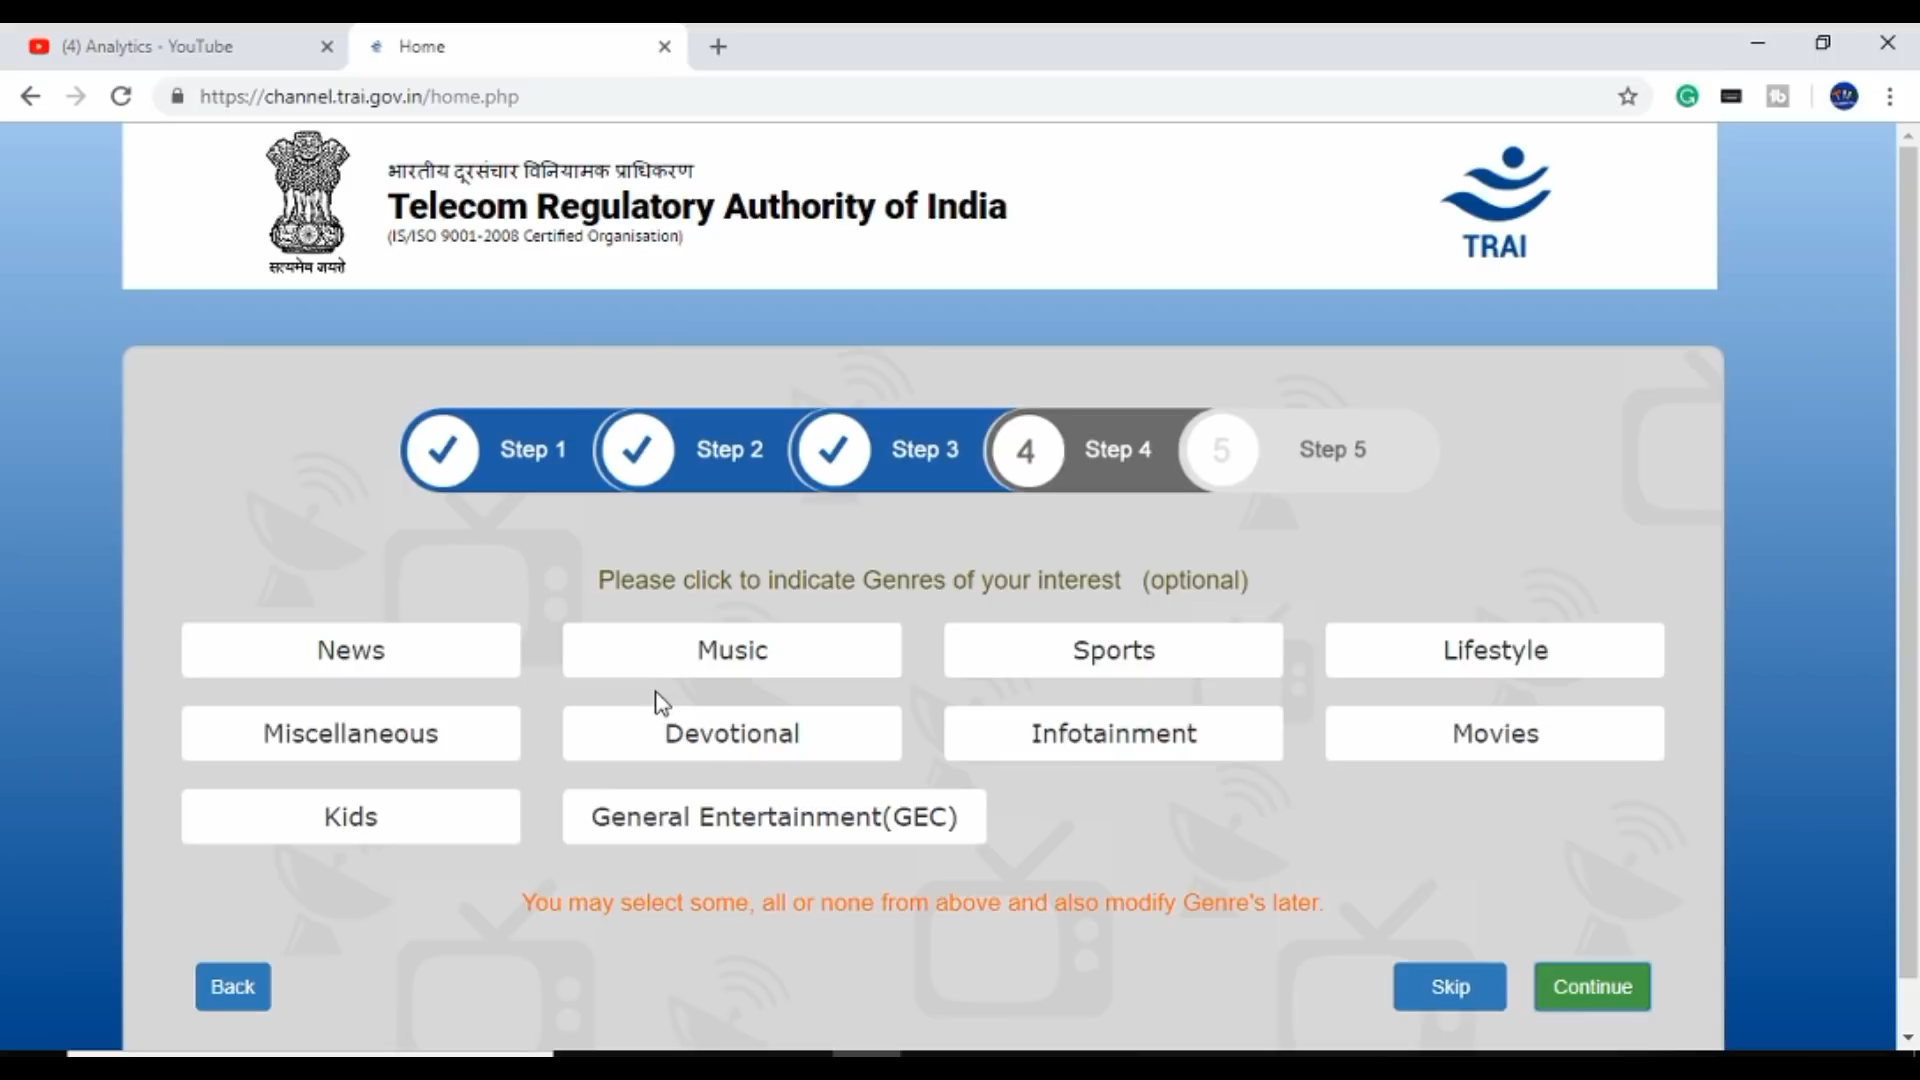 (4) Analytics - YouTube
Home
https://channel.trai.gov.in/home.php
भारतीय दूरसंचार विनियामक प्राधिकरण
Telecom Regulatory Authority of India
(IS/ISO 9001-2008 Certified Organisation)
सत्यमेव जयते
TRAI
Step 1
Step 2
Step 3
4 Step 4
5 Step 5
Please click to indicate Genres of your interest (optional)
News
Music
Sports
Lifestyle
Miscellaneous
Devotional
Infotainment
Movies
Kids
General Entertainment(GEC)
You may select some, all or none from above and also modify Genre's later.
Back
Skip
Continue